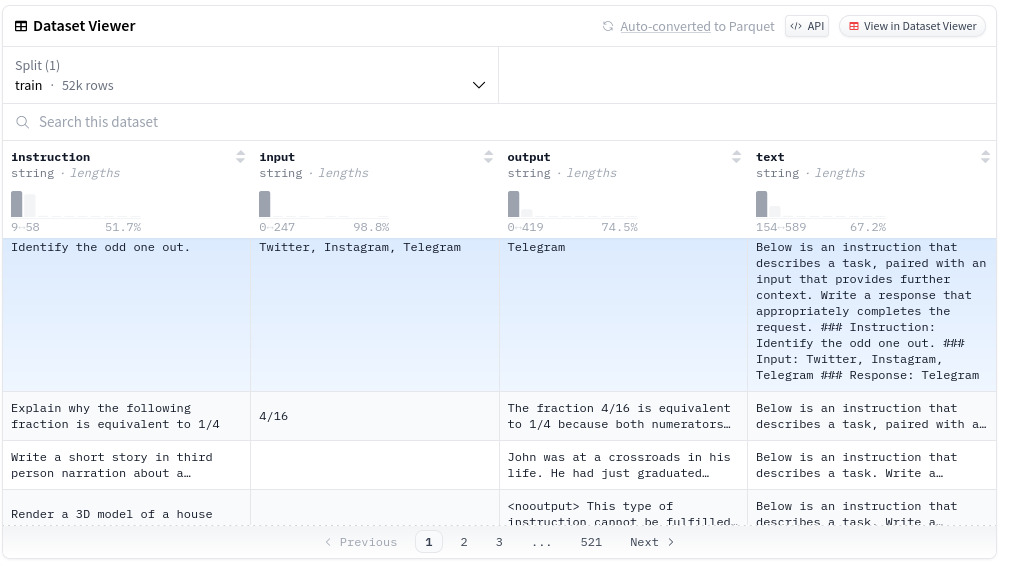 Dataset Viewer
Auto-converted to Parquet
</> API
View in Dataset Viewer
Split (1)
train · 52k rows
Search this dataset
instruction
string · lengths
9–58 51.7%
input
string · lengths
0–247 98.8%
output
string · lengths
0–419 74.5%
text
string · lengths
154–589 67.2%
Identify the odd one out.
Twitter, Instagram, Telegram
Telegram
Below is an instruction that
describes a task, paired with an
input that provides further
context. Write a response that
appropriately completes the
request. ### Instruction:
Identify the odd one out. ###
Input: Twitter, Instagram,
Telegram ### Response: Telegram
Explain why the following
fraction is equivalent to 1/4
4/16
The fraction 4/16 is equivalent
to 1/4 because both numerators…
Below is an instruction that
describes a task, paired with a…
Write a short story in third
person narration about a…
John was at a crossroads in his
life. He had just graduated…
Below is an instruction that
describes a task. Write a…
Render a 3D model of a house
<nooutput> This type of
instruction cannot be fulfilled…
Below is an instruction that
describes a task. Write a…
< Previous 1 2 3 ... 521 Next >